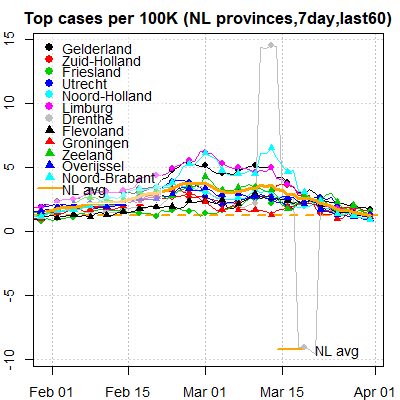 Top cases per 100K (NL provinces,7day,last60)
15
10
5
0
-5
-10
Gelderland
Zuid-Holland
Friesland
Utrecht
Noord-Holland
Limburg
Drenthe
Flevoland
Groningen
Zeeland
Overijssel
Noord-Brabant
NL avg
NL avg
Feb 01
Feb 15
Mar 01
Mar 15
Apr 01